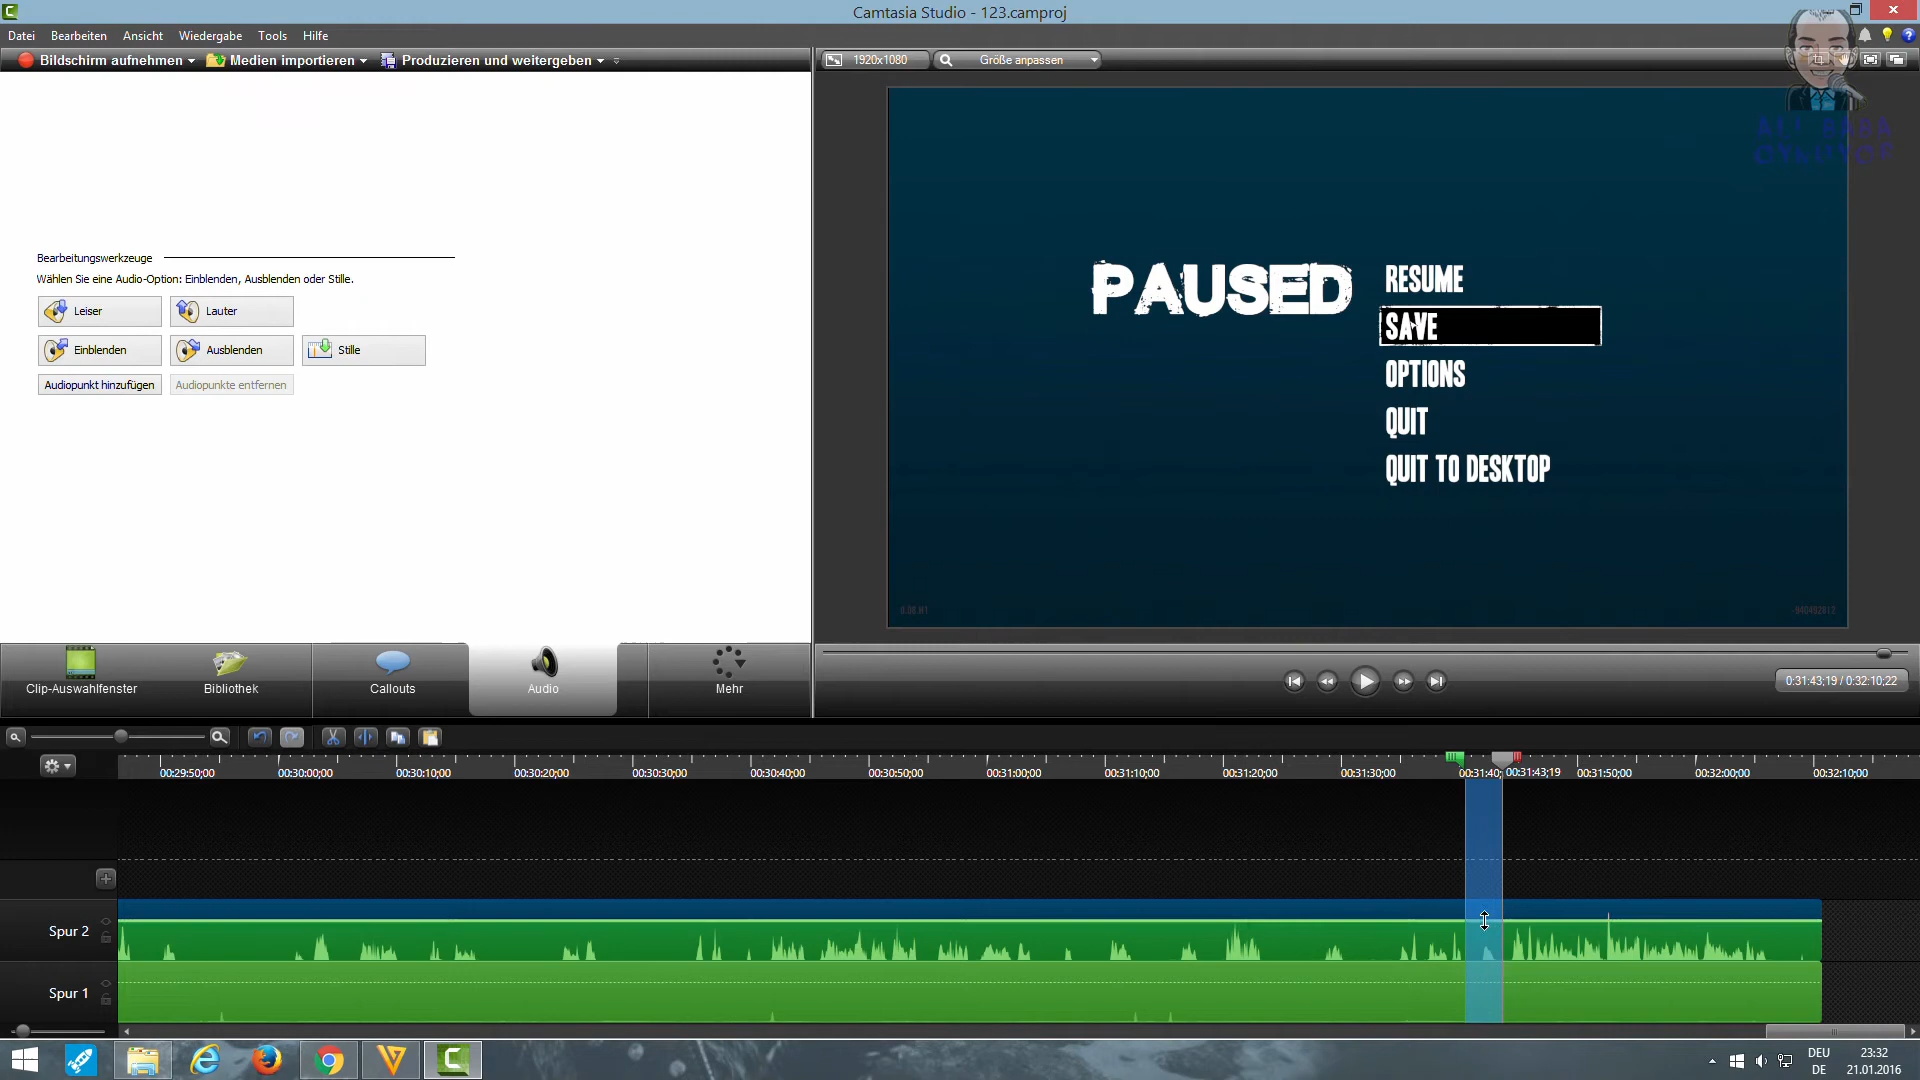 Camtasia Studio - 123.camproj
Datei Bearbeiten Ansicht Wiedergabe Tools Hilfe
Bildschirm aufnehmen Medien importieren Produzieren und weitergeben
1920x1080 Größe anpassen
Bearbeitungswerkzeuge
Wählen Sie eine Audio-Option: Einblenden, Ausblenden oder Stille.
Leiser Lauter
Einblenden Ausblenden Stille
Audiopunkt hinzufügen Audiopunkte entfernen
PAUSED
RESUME
SAVE
OPTIONS
QUIT
QUIT TO DESKTOP
Clip-Auswahlfenster Bibliothek Callouts Audio Mehr
0:31:43;19 / 0:32:10;22
00:29:50;00 00:30:00;00 00:30:10;00 00:30:20;00 00:30:30;00 00:30:40;00 00:30:50;00 00:31:00;00 00:31:10;00 00:31:20;00 00:31:30;00 00:31:40; 00:31:43;19 00:31:50;00 00:32:00;00 00:32:10;00
Spur 2
Spur 1
DEU
DE
23:32
21.01.2016